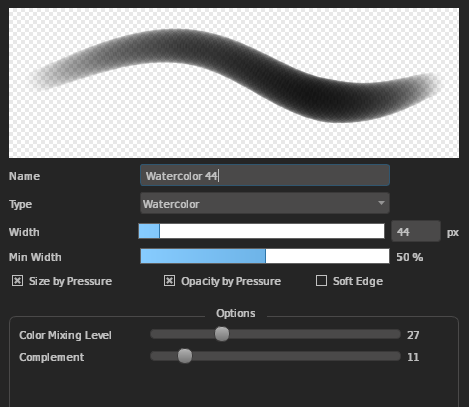 Name Watercolor 44
Type Watercolor
Width 44 px
Min Width 50 %
Size by Pressure Opacity by Pressure Soft Edge
Options
Color Mixing Level 27
Complement 11